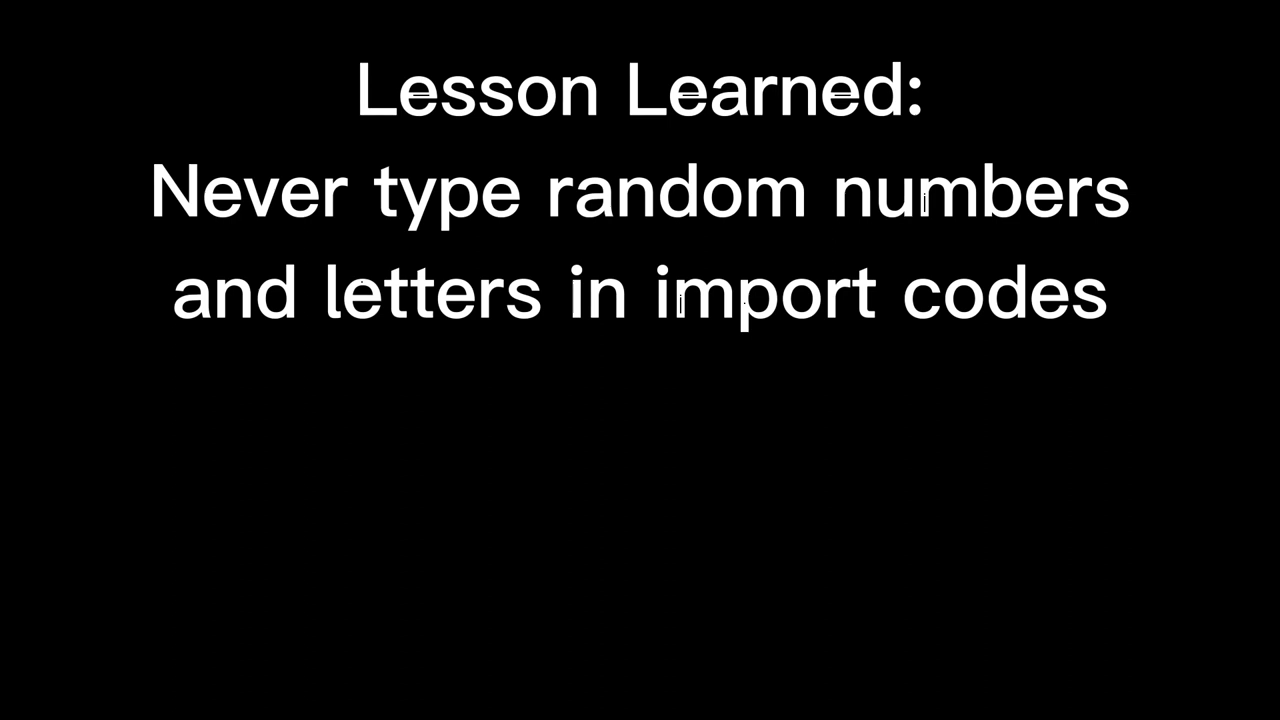 Lesson Learned:
Never type random numbers
and letters in import codes